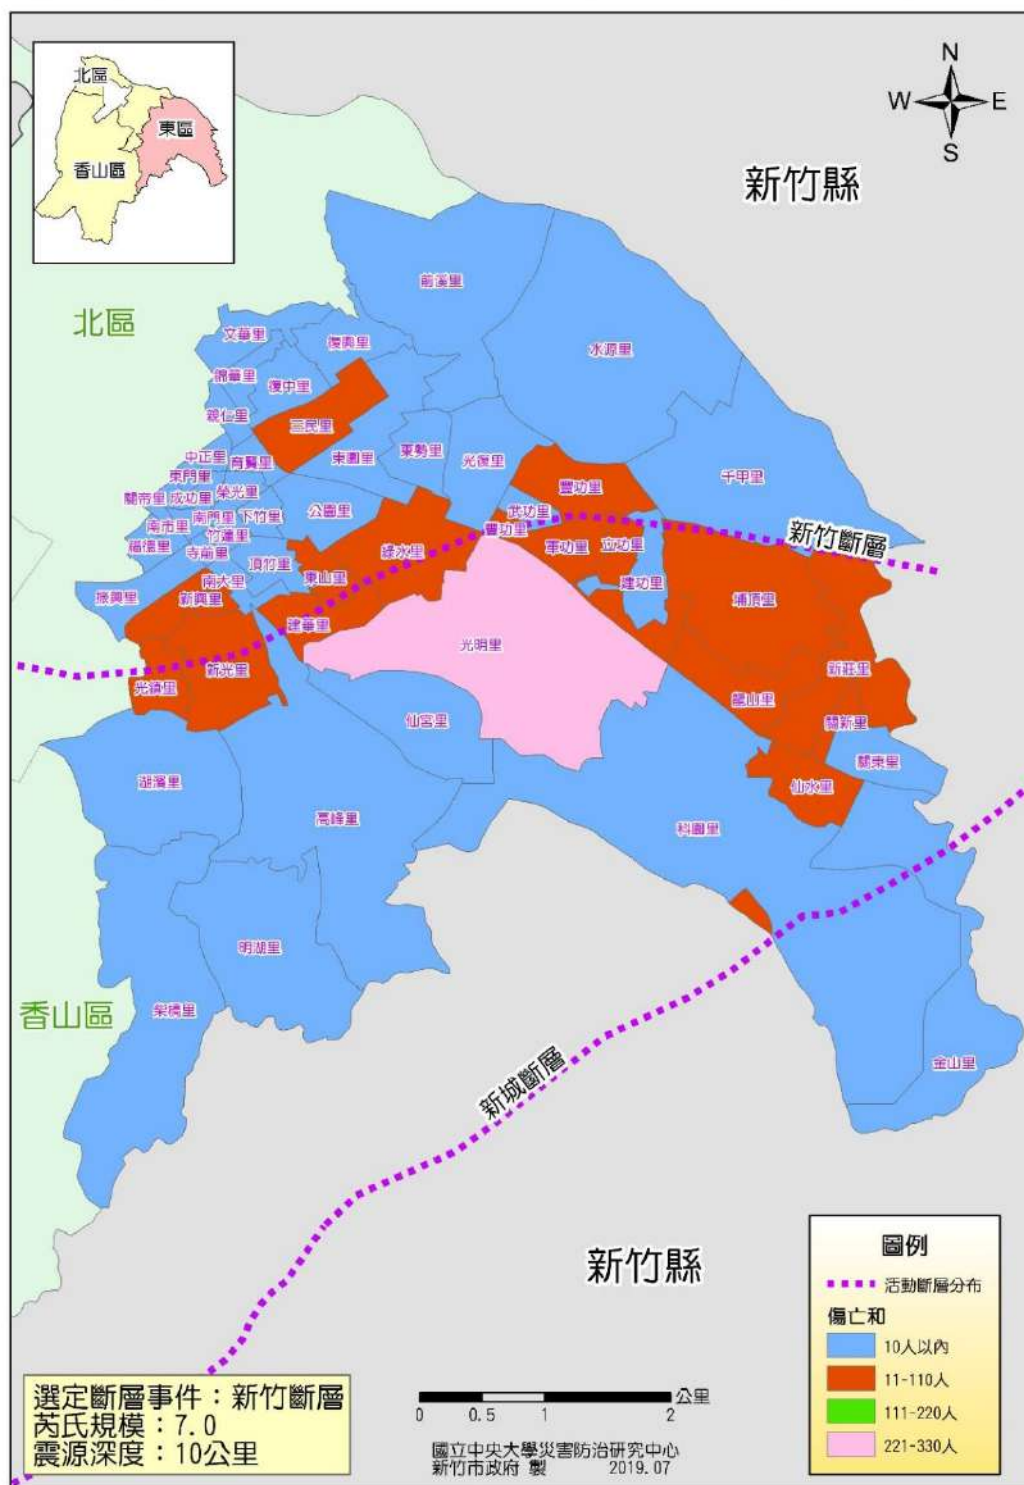 N
W
E
S
北區
東區
香山區
新竹縣
北區
前溪里
文華里
復興里
水源里
錦華里
復中里
親仁里
三民里
中正里
育賢里
東園里
東勢里
光復里
千甲里
東門里
關帝里
成功里
榮光里
豐功里
公園里
武功里
南門里
下竹里
南市里
竹蓮里
豐功里
新竹斷層
福德里
寺前里
綠水里
軍功里
立功里
頂竹里
東山里
南大里
建功里
振興里
新興里
埔頂里
建華里
光明里
新光里
新莊里
光鎮里
龍山里
仙宮里
關新里
關東里
湖濱里
仙水里
高峰里
科園里
明湖里
香山區
柴橋里
金山里
新城斷層
新竹縣
圖例
活動斷層分布
傷亡和
10人以內
11-110人
111-220人
221-330人
選定斷層事件：新竹斷層
芮氏規模：7.0
震源深度：10公里
公里
0 0.5 1 2
國立中央大學災害防治研究中心
新竹市政府 製 2019.07